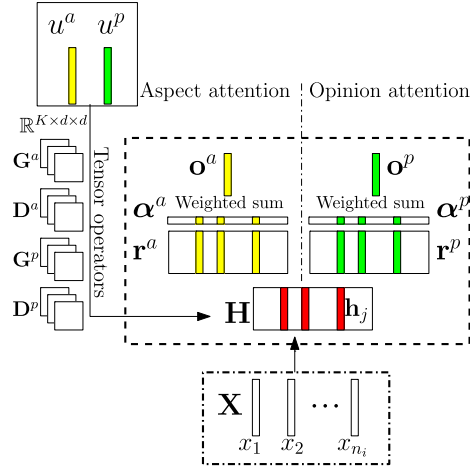 u^a u^p
Aspect attention Opinion attention
ℝ^{K×d×d}
G^a
D^a
G^p
D^p
Tensor operators
o^a o^p
Weighted sum Weighted sum
α^a α^p
r^a r^p
H h_j
X ...
x_1 x_2 x_{n_i}